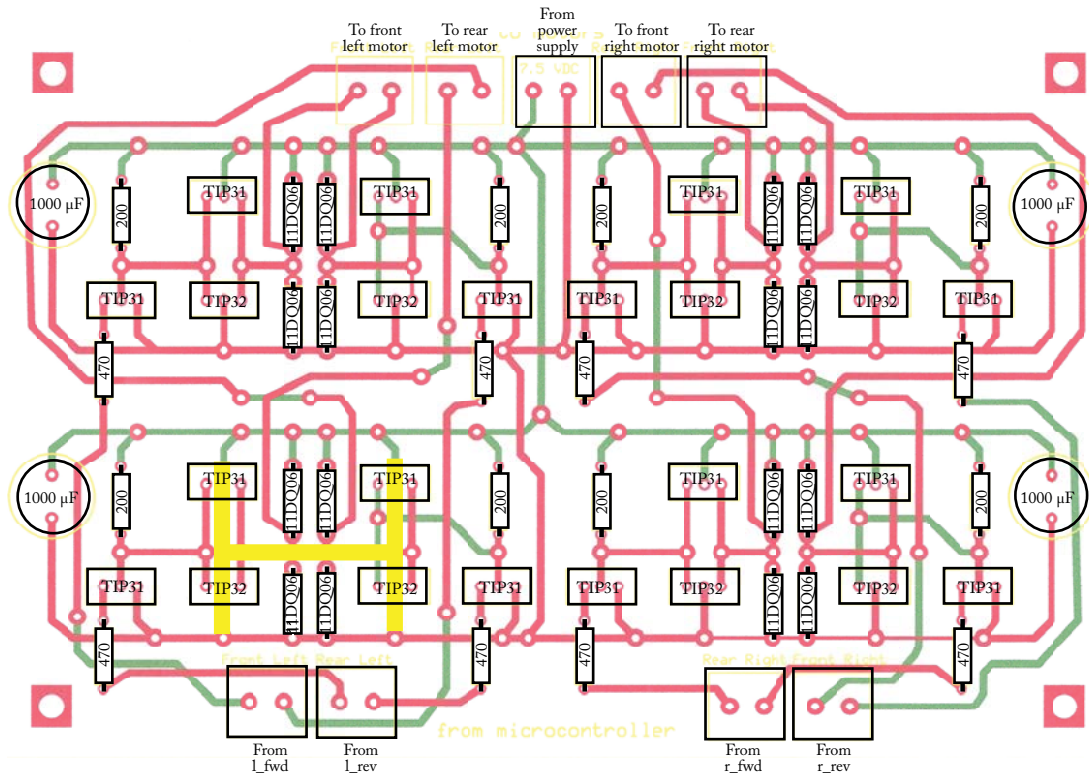 From
To front
To rear
power
To front
To rear
left motor
left motor
supply
right motor
right motor
7.5 VDC
TIP31
TIP31
TIP31
TIP31
1000 µF
200
11DQ06
11DQ06
200
200
11DQ06
11DQ06
200
1000 µF
TIP31
TIP32
11DQ06
11DQ06
TIP32
TIP31
TIP31
TIP32
11DQ06
11DQ06
TIP32
TIP31
470
470
470
470
TIP31
TIP31
TIP31
TIP31
1000 µF
200
11DQ06
11DQ06
200
200
11DQ06
11DQ06
200
1000 µF
TIP31
TIP32
11DQ06
11DQ06
TIP32
TIP31
TIP31
TIP32
11DQ06
11DQ06
TIP32
TIP31
470
470
470
470
Front Left
Rear Left
Rear Right
Front Right
from microcontroller
From
l_fwd
From
l_rev
From
r_fwd
From
r_rev